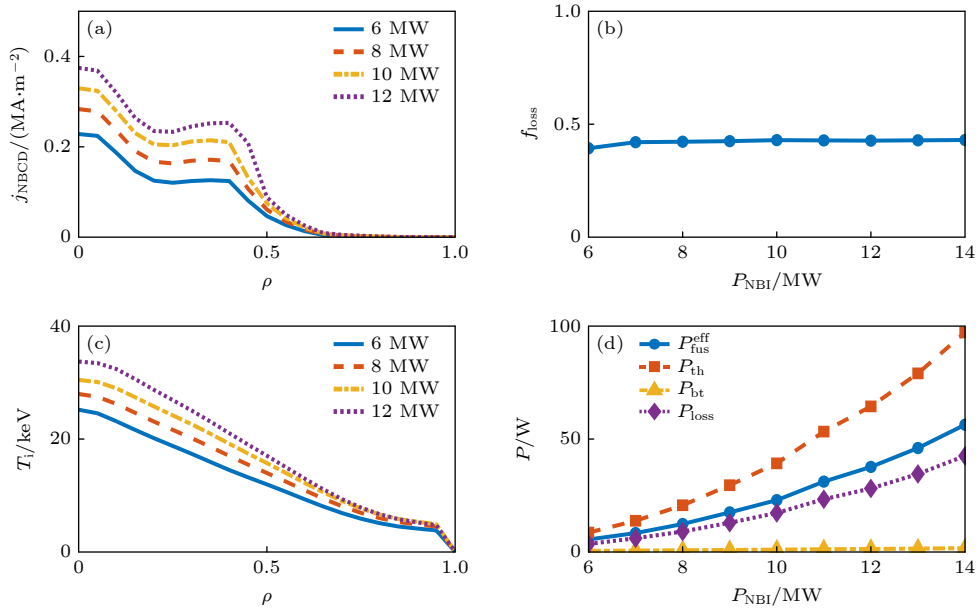 (a)
6 MW
8 MW
10 MW
12 MW
0.4
0.2
0
0
0.5
1.0
j_NBCD/(MA·m−2)
ρ
(b)
1.0
0.5
0
6
8
10
12
14
f_loss
P_NBI/MW
(c)
6 MW
8 MW
10 MW
12 MW
40
20
0
0
0.5
1.0
T_i/keV
ρ
(d)
P_fus^eff
P_th
P_bt
P_loss
100
50
0
6
8
10
12
14
P/W
P_NBI/MW